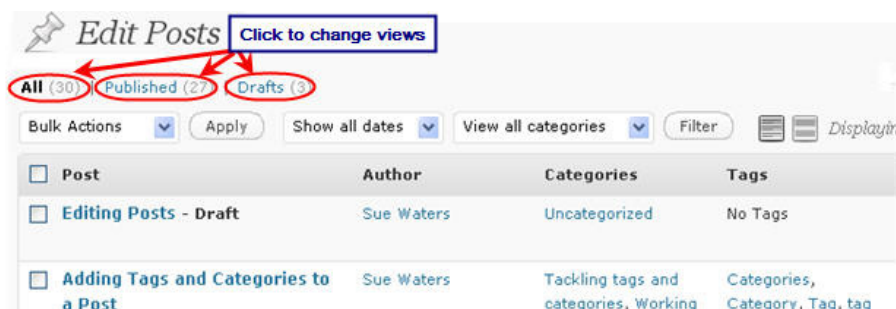 Edit Posts
Click to change views
All (30) | Published (27) | Drafts (3)
Bulk Actions Apply Show all dates View all categories Filter
Post Author Categories Tags
Editing Posts - Draft Sue Waters Uncategorized No Tags
Adding Tags and Categories to Sue Waters Tackling tags and Categories,
a Post categories, Working Category, Tag, tag